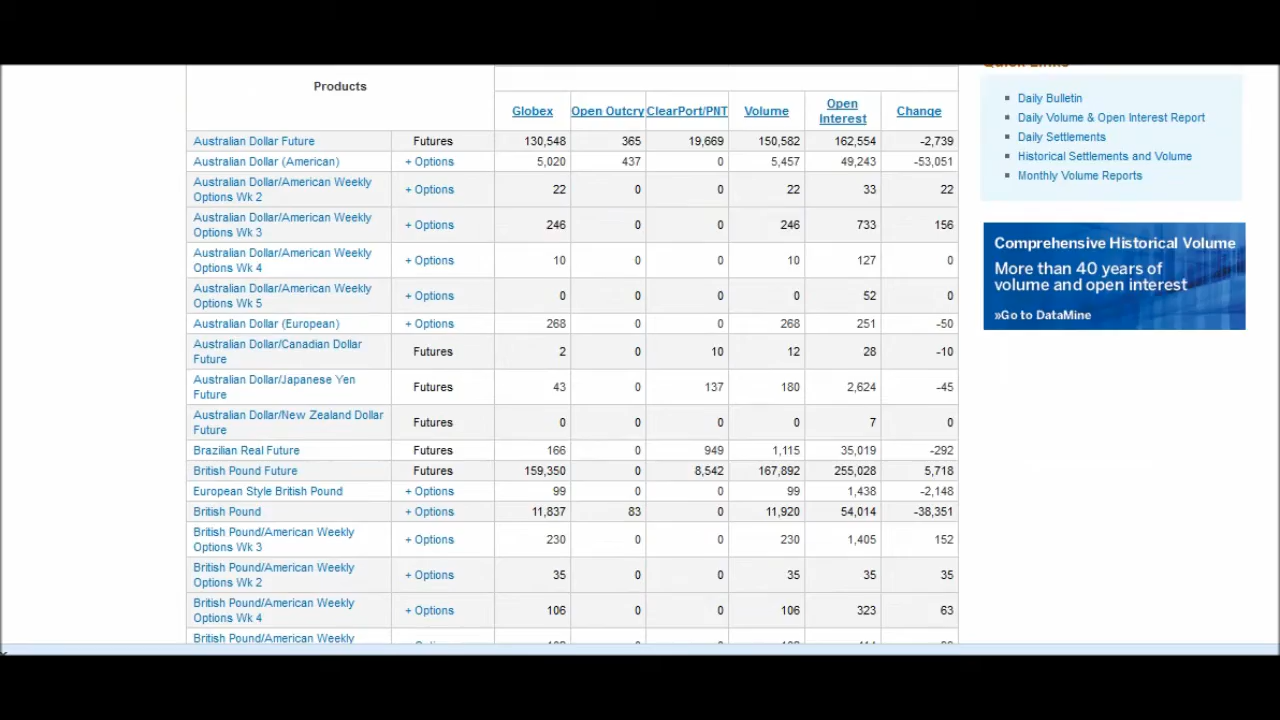 Products
Globex Open Outcry ClearPort/PNT Volume Open Interest Change
Australian Dollar Future Futures 130,548 365 19,669 150,582 162,554 -2,739
Australian Dollar (American) + Options 5,020 437 0 5,457 49,243 -53,051
Australian Dollar/American Weekly
Options Wk 2 + Options 22 0 0 22 33 22
Australian Dollar/American Weekly
Options Wk 3 + Options 246 0 0 246 733 156
Australian Dollar/American Weekly
Options Wk 4 + Options 10 0 0 10 127 0
Australian Dollar/American Weekly
Options Wk 5 + Options 0 0 0 0 52 0
Australian Dollar (European) + Options 268 0 0 268 251 -50
Australian Dollar/Canadian Dollar
Future Futures 2 0 10 12 28 -10
Australian Dollar/Japanese Yen
Future Futures 43 0 137 180 2,624 -45
Australian Dollar/New Zealand Dollar
Future Futures 0 0 0 0 7 0
Brazilian Real Future Futures 166 0 949 1,115 35,019 -292
British Pound Future Futures 159,350 0 8,542 167,892 255,028 5,718
European Style British Pound + Options 99 0 0 99 1,438 -2,148
British Pound + Options 11,837 83 0 11,920 54,014 -38,351
British Pound/American Weekly
Options Wk 3 + Options 230 0 0 230 1,405 152
British Pound/American Weekly
Options Wk 2 + Options 35 0 0 35 35 35
British Pound/American Weekly
Options Wk 4 + Options 106 0 0 106 323 63
British Pound/American Weekly
Daily Bulletin
Daily Volume & Open Interest Report
Daily Settlements
Historical Settlements and Volume
Monthly Volume Reports
Comprehensive Historical Volume
More than 40 years of
volume and open interest
»Go to DataMine